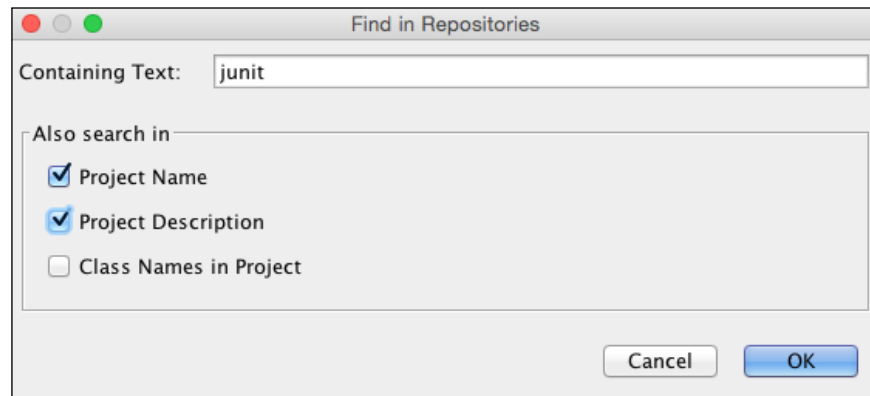 Find in Repositories
Containing Text: junit
Also search in
Project Name
Project Description
Class Names in Project
Cancel OK